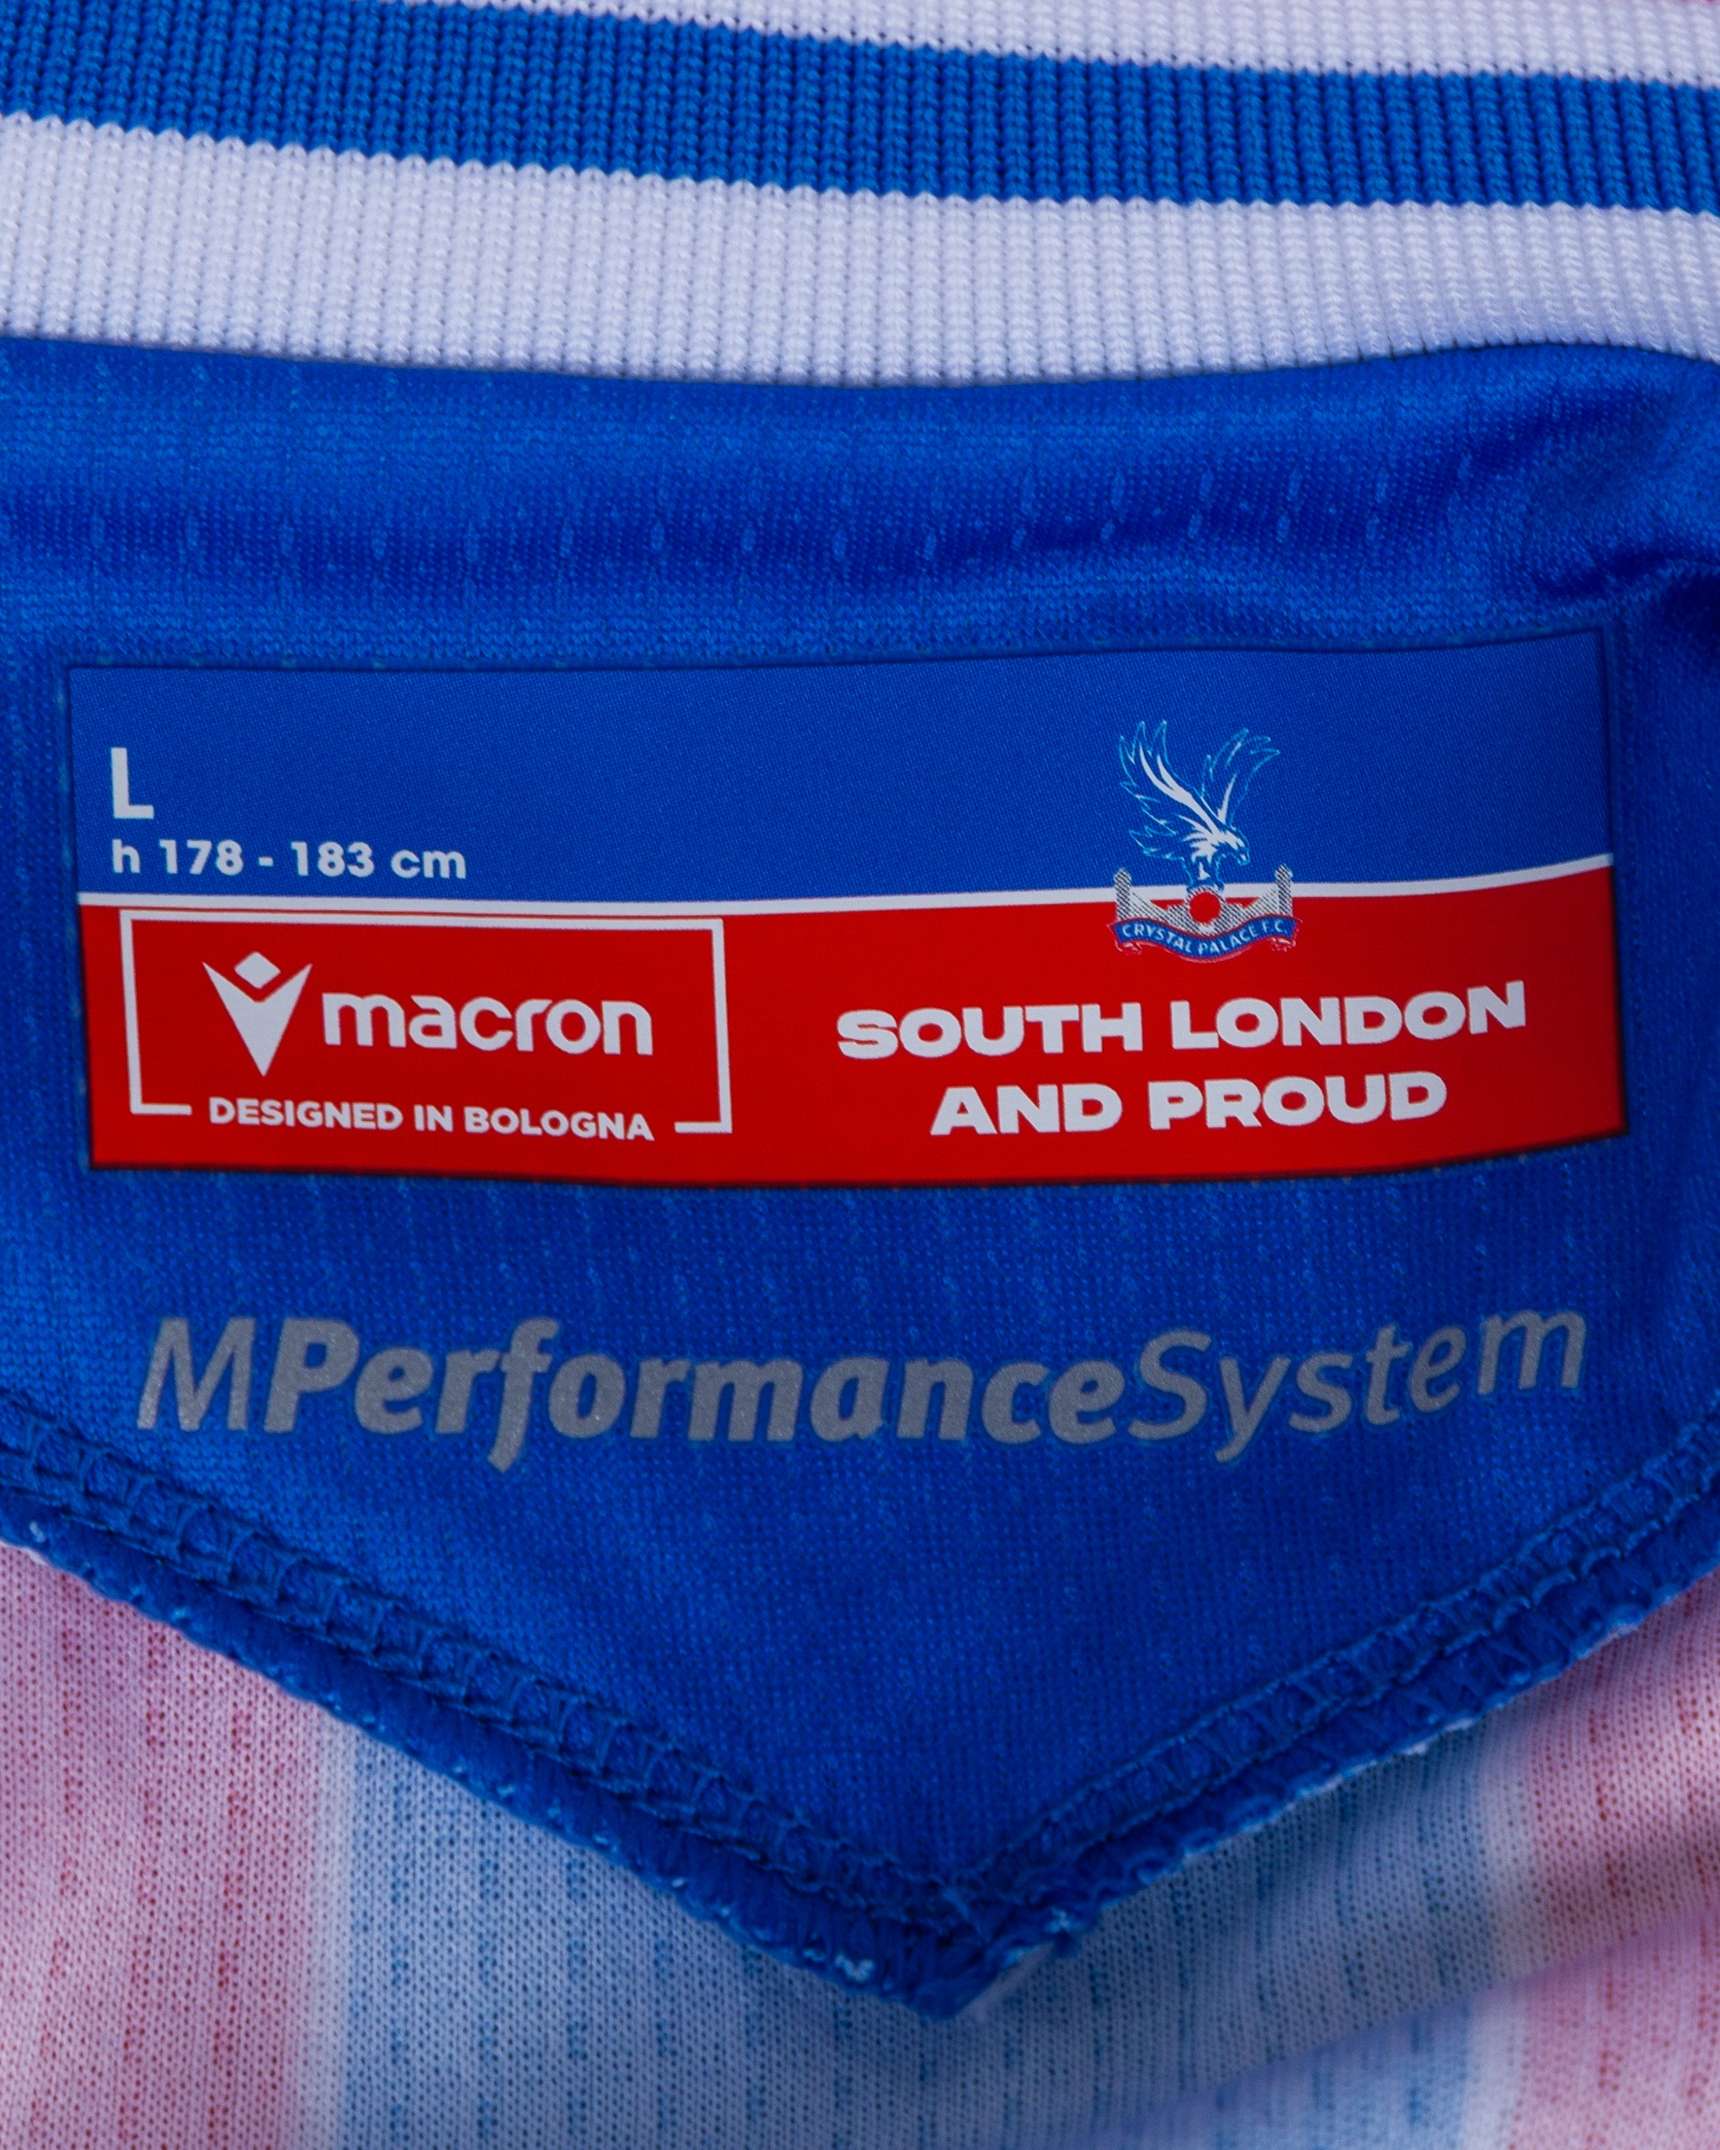 L
h 178 - 183 cm
macron
DESIGNED IN BOLOGNA
CRYSTAL PALACE F.C.
SOUTH LONDON
AND PROUD
MPerformanceSystem